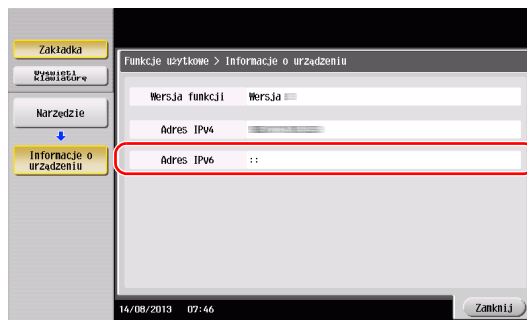 Zakładka
Wyświetl
klawiaturę
Narzędzie
Informacje o
urządzeniu
Funkcje użytkowe > Informacje o urządzeniu
Wersja funkcji Wersja
Adres IPv4
Adres IPv6 ::
14/08/2013 07:46
Zamknij